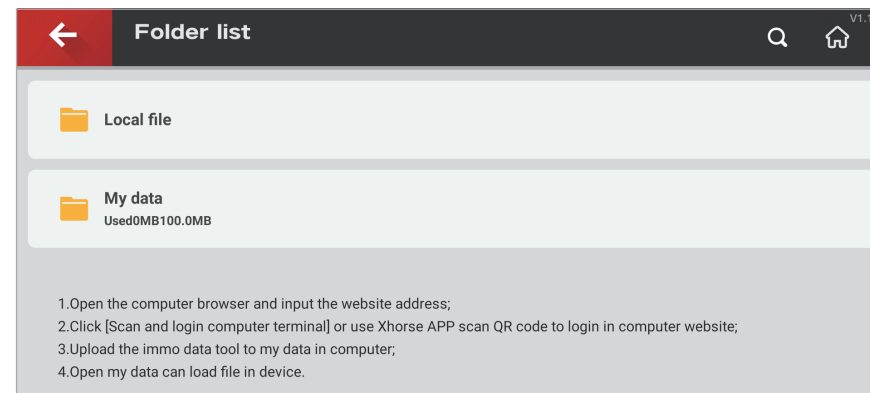 Folder list
V1.1
Local file
My data
Used0MB100.0MB
1.Open the computer browser and input the website address;
2.Click [Scan and login computer terminal] or use Xhorse APP scan QR code to login in computer website;
3.Upload the immo data tool to my data in computer;
4.Open my data can load file in device.